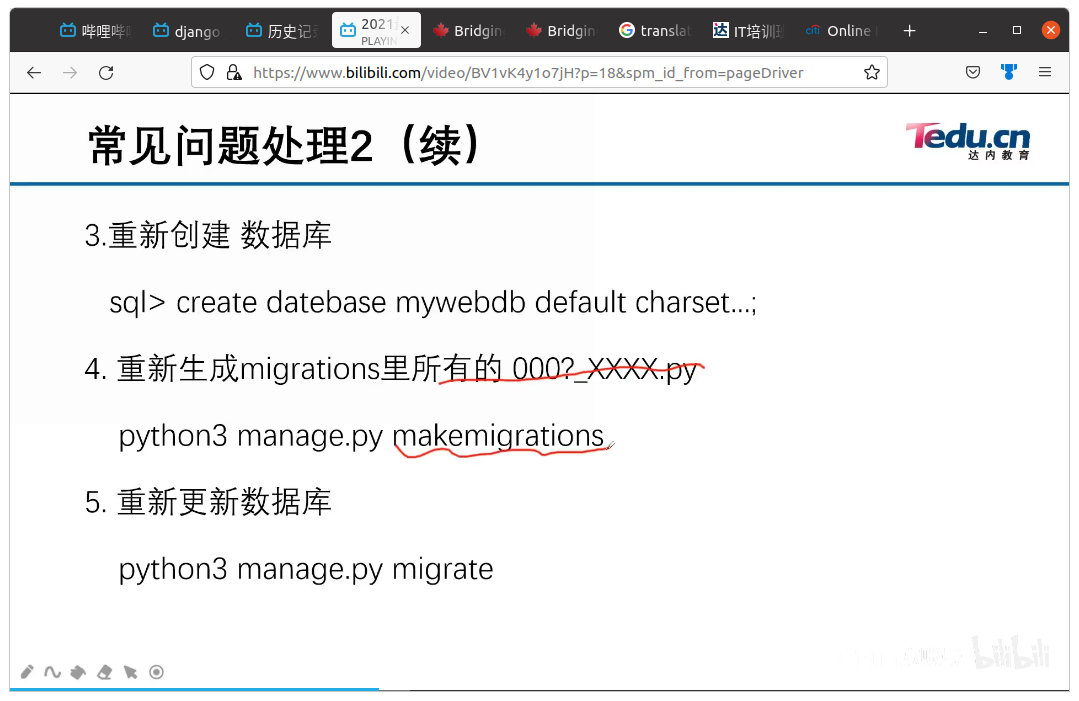 哔哩哔
django
历史记
2021
PLAYIN
Bridgin
Bridgin
translat
达 IT培训班
citi Online
https://www.bilibili.com/video/BV1vK4y1o7jH?p=18&spm_id_from=pageDriver
常见问题处理2（续）
Tedu.cn
达内教育
3.重新创建 数据库
sql> create datebase mywebdb default charset...;
4. 重新生成migrations里所有的 000?_XXXX.py
python3 manage.py makemigrations
5. 重新更新数据库
python3 manage.py migrate
bilibili